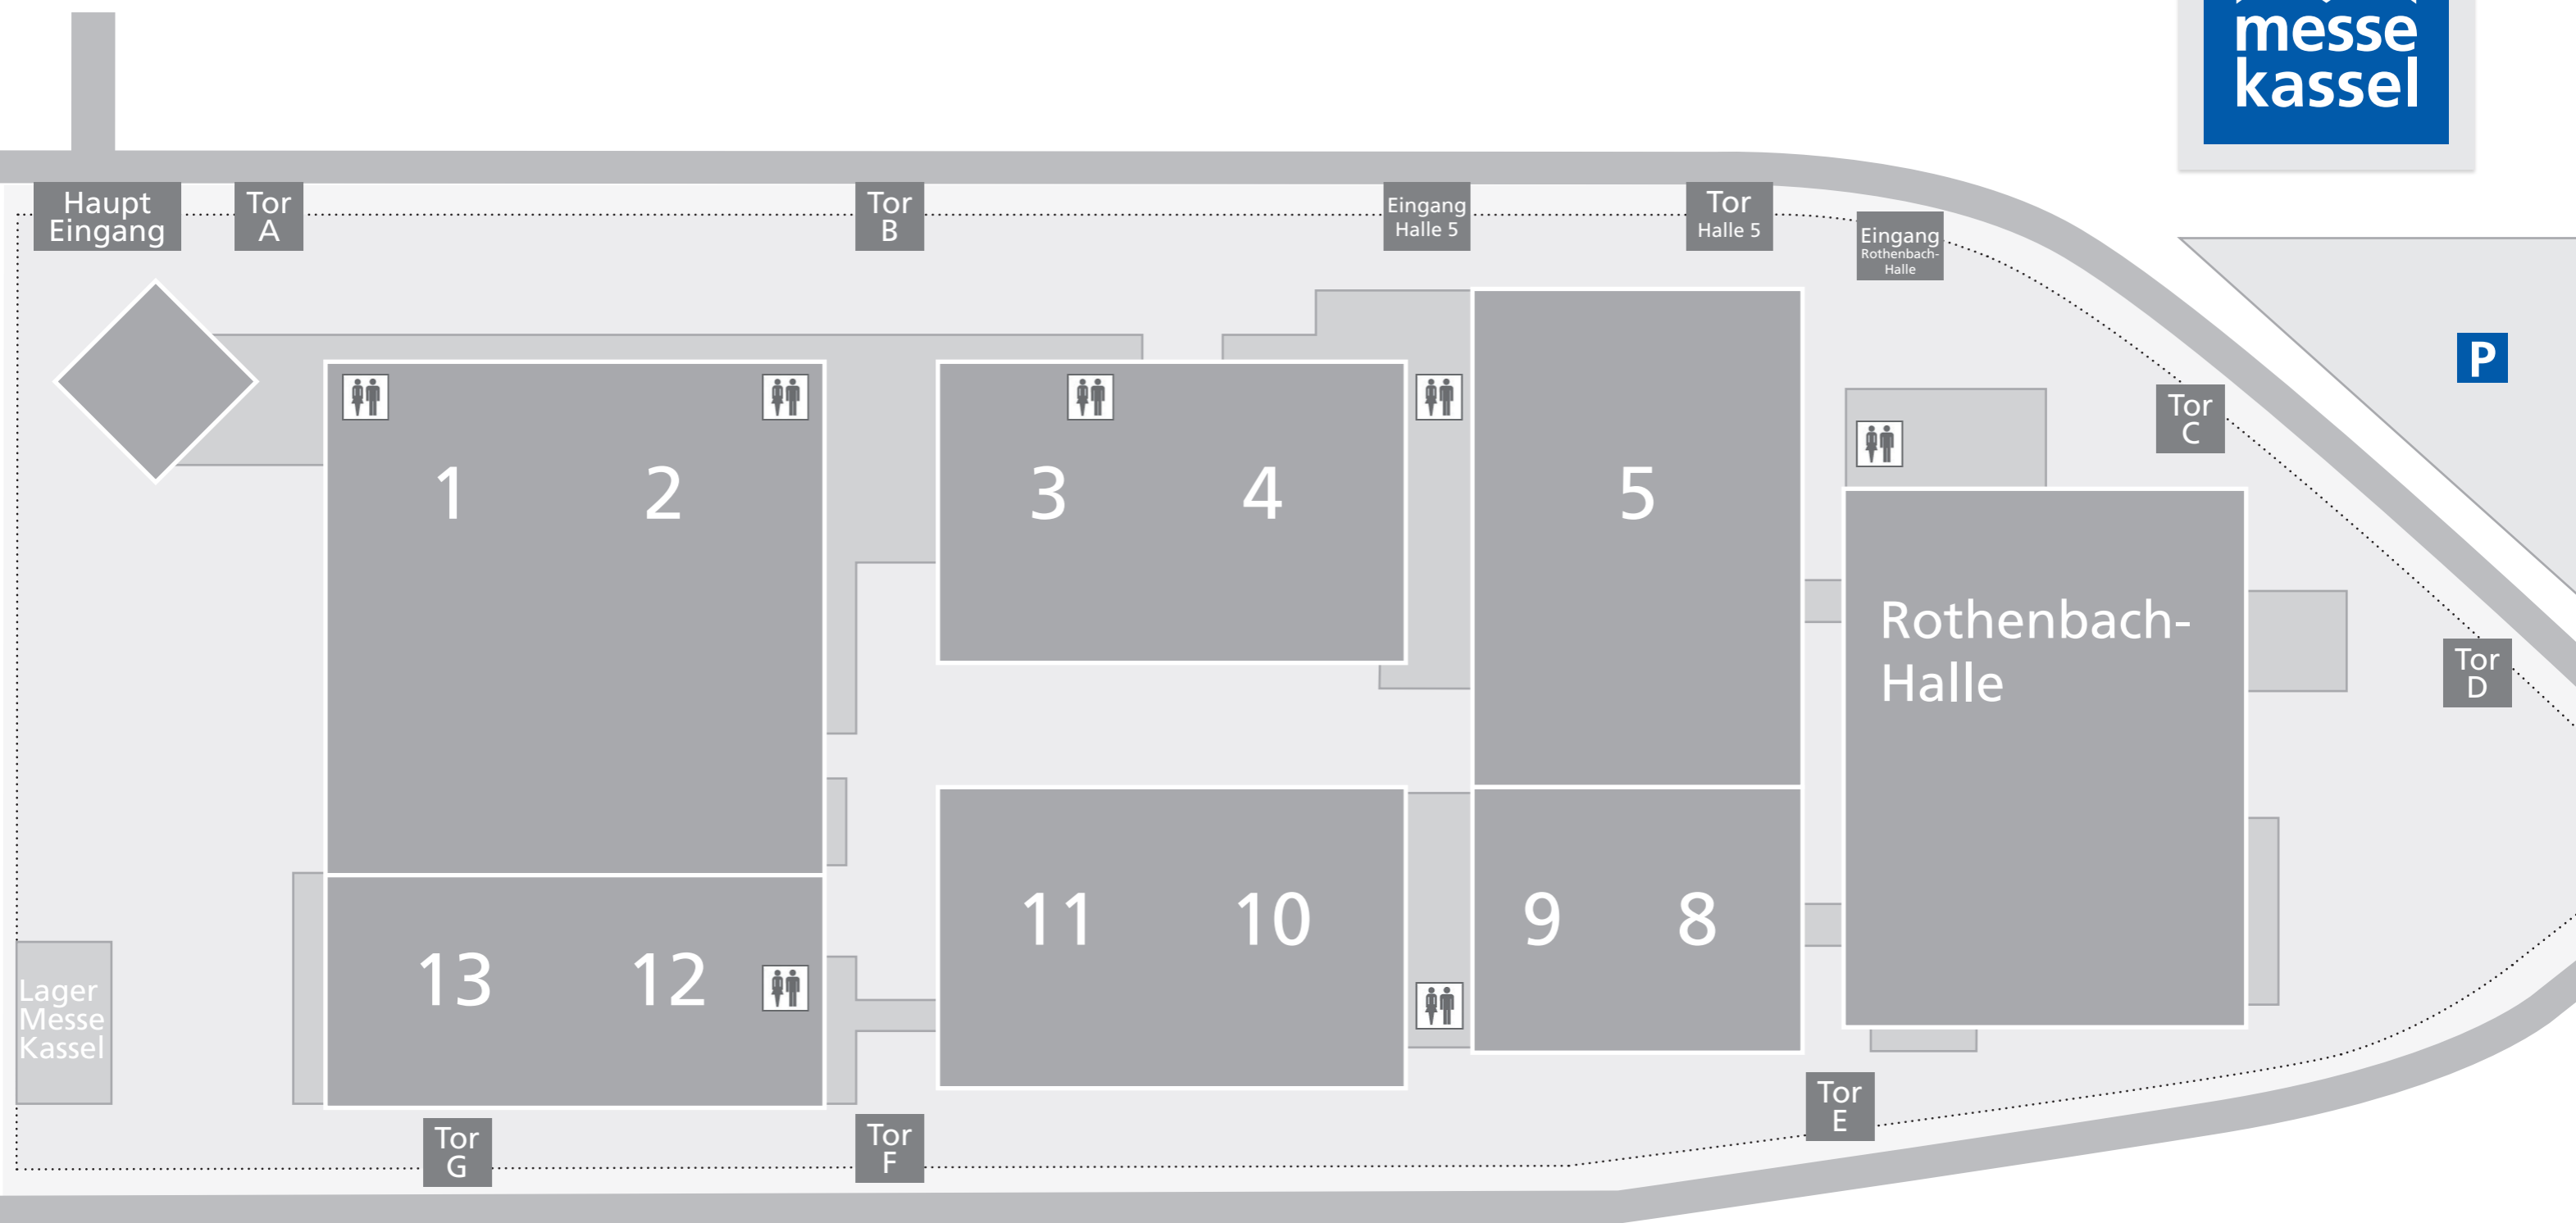 messe
kassel
Haupt
Eingang
Tor
A
Tor
B
Eingang
Halle 5
Tor
Halle 5
Eingang
Rothenbach-
Halle
P
Tor
C
1
2
3
4
5
Rothenbach-
Halle
Tor
D
11
10
9
8
13
12
Lager
Messe
Kassel
Tor
E
Tor
G
Tor
F